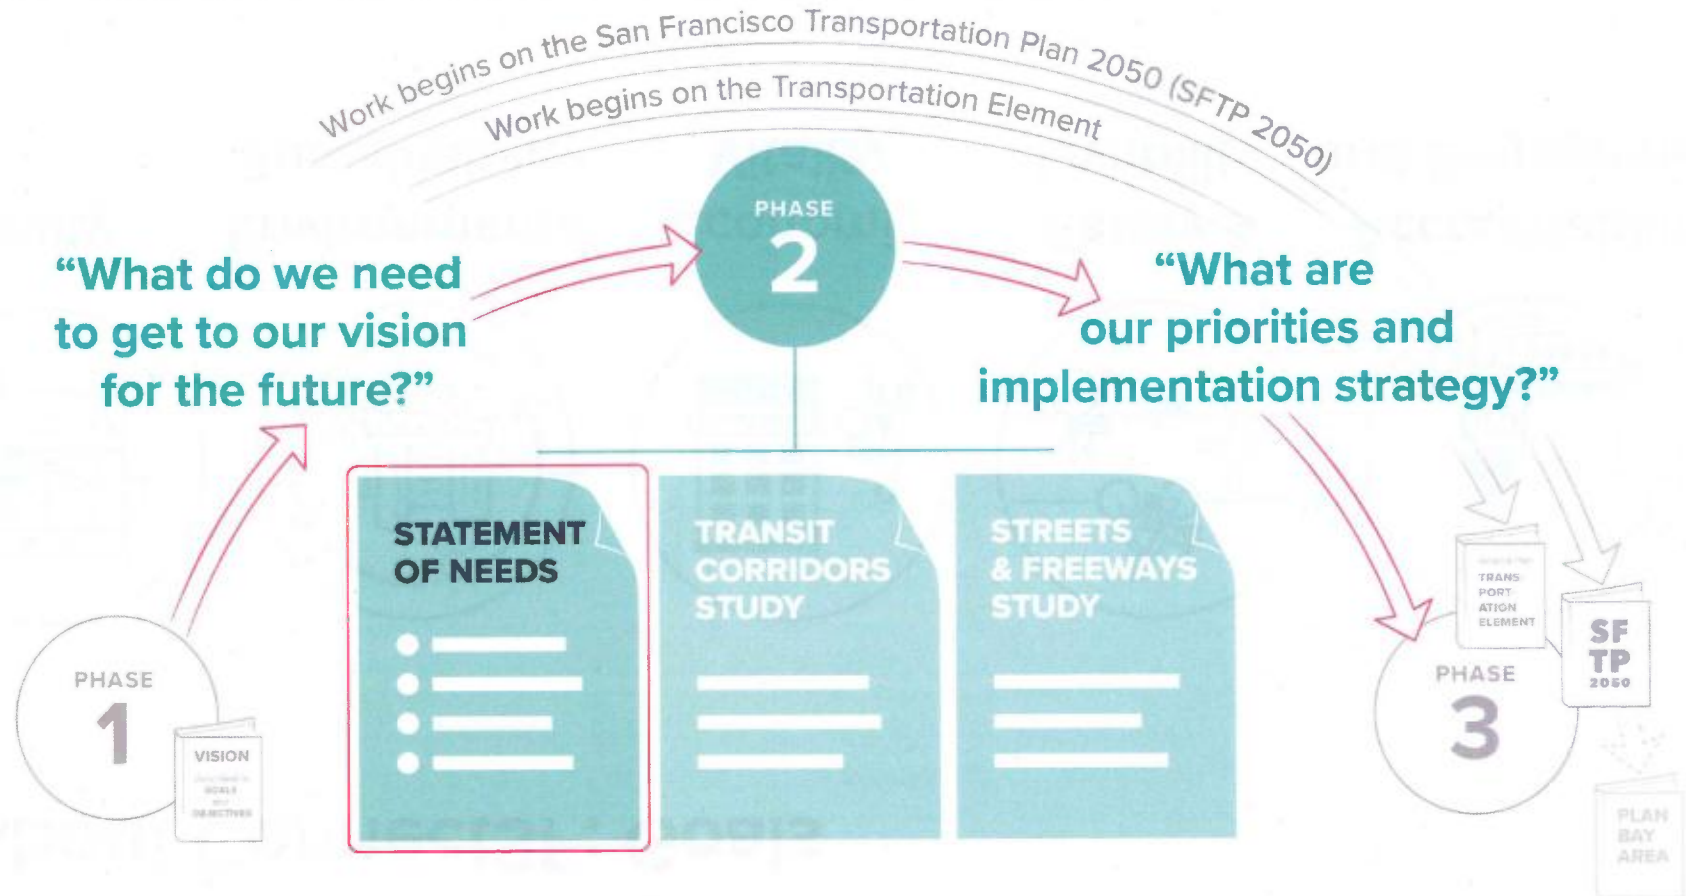 Work begins on the San Francisco Transportation Plan 2050 (SFTP 2050)
Work begins on the Transportation Element
PHASE
2
“What do we need
to get to our vision
for the future?”
“What are
our priorities and
implementation strategy?”
STATEMENT
OF NEEDS
TRANSIT
CORRIDORS
STUDY
STREETS
& FREEWAYS
STUDY
PHASE
1
VISION
GOALS
OBJECTIVES
PHASE
3
TRANS
PORT
ATION
ELEMENT
SF
TP
2050
PLAN
BAY
AREA